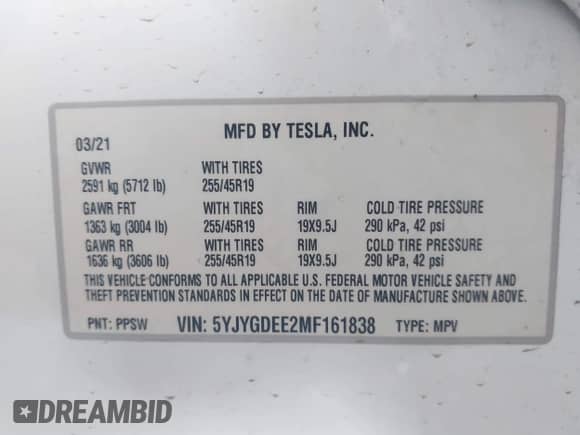 MFD BY TESLA, INC.
03/21
GVWR WITH TIRES
2591 kg (5712 lb) 255/45R19
GAWR FRT WITH TIRES RIM COLD TIRE PRESSURE
1363 kg (3004 lb) 255/45R19 19X9.5J 290 kPa, 42 psi
GAWR RR WITH TIRES RIM COLD TIRE PRESSURE
1636 kg (3606 lb) 255/45R19 19X9.5J 290 kPa, 42 psi
THIS VEHICLE CONFORMS TO ALL APPLICABLE U.S. FEDERAL MOTOR VEHICLE SAFETY AND
THEFT PREVENTION STANDARDS IN EFFECT ON THE DATE OF MANUFACTURE SHOWN ABOVE.
PNT: PPSW VIN: 5YJYGDEE2MF161838 TYPE: MPV
DREAMBID